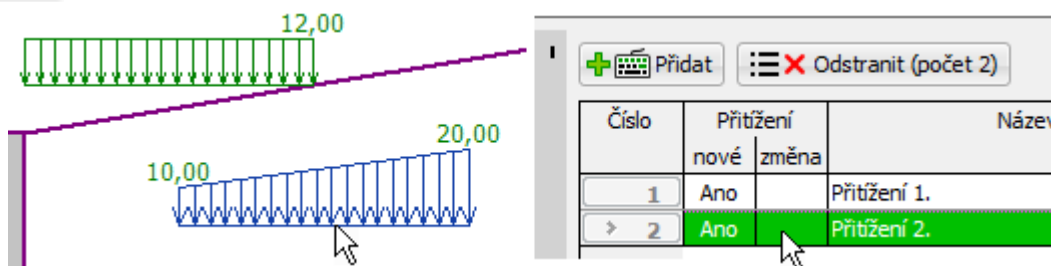 12,00
20,00
10,00
Přidat
Odstranit (počet 2)
Číslo Přitížení Název
nové změna
1 Ano Přitížení 1.
2 Ano Přitížení 2.